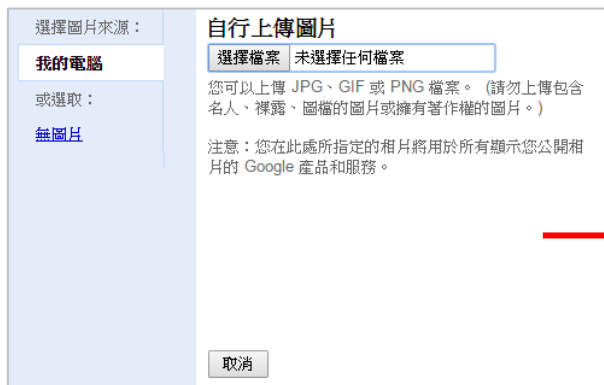 選擇圖片來源：
我的電腦
或選取：
無圖片
自行上傳圖片
選擇檔案 未選擇任何檔案
您可以上傳 JPG、GIF 或 PNG 檔案。 (請勿上傳包含
名人、裸露、圖檔的圖片或擁有著作權的圖片。)
注意：您在此處所指定的相片將用於所有顯示您公開相
片的 Google 產品和服務。
取消